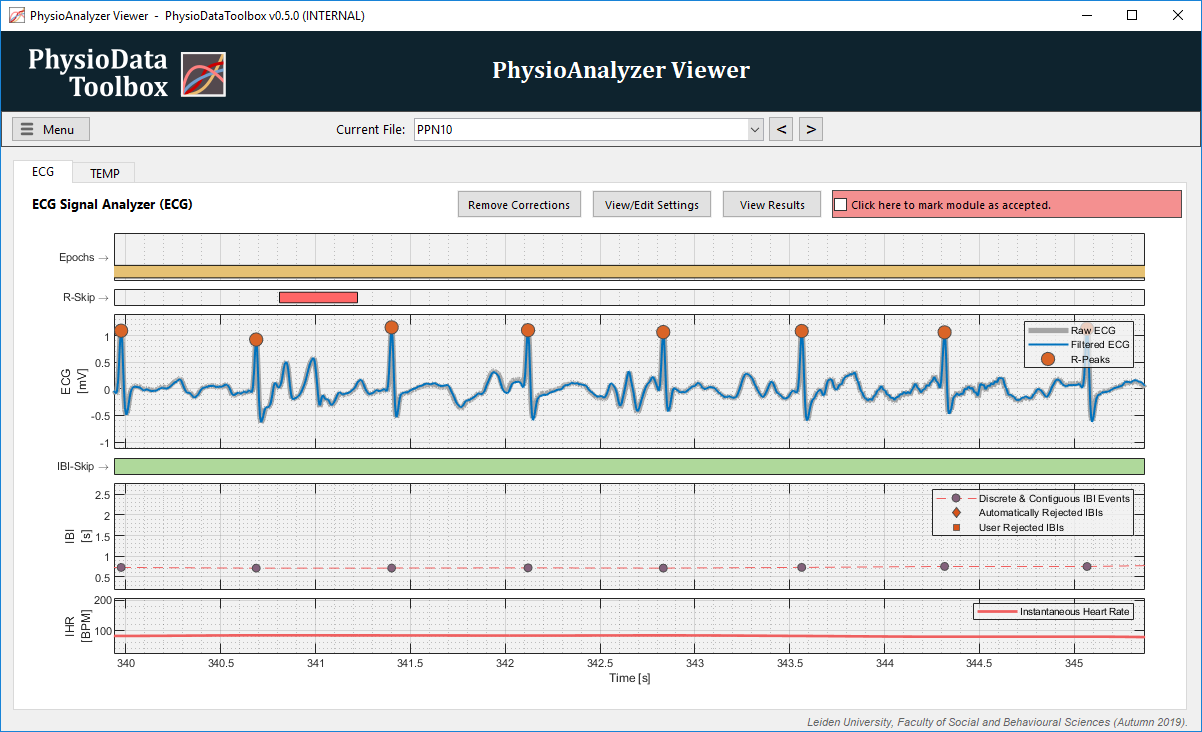 PhysioAnalyzer Viewer - PhysioDataToolbox v0.5.0 (INTERNAL)
PhysioData
Toolbox
PhysioAnalyzer Viewer
Menu
Current File: PPN10 < >
ECG TEMP
ECG Signal Analyzer (ECG)
Remove Corrections View/Edit Settings View Results Click here to mark module as accepted.
Epochs →
R-Skip →
ECG
[mV]
1
0.5
0
-0.5
-1
Raw ECG
Filtered ECG
R-Peaks
IBI-Skip →
IBI
[s]
2.5
2
1.5
1
0.5
Discrete & Contiguous IBI Events
Automatically Rejected IBIs
User Rejected IBIs
IHR
[BPM]
200
100
Instantaneous Heart Rate
340 340.5 341 341.5 342 342.5 343 343.5 344 344.5 345
Time [s]
Leiden University, Faculty of Social and Behavioural Sciences (Autumn 2019).